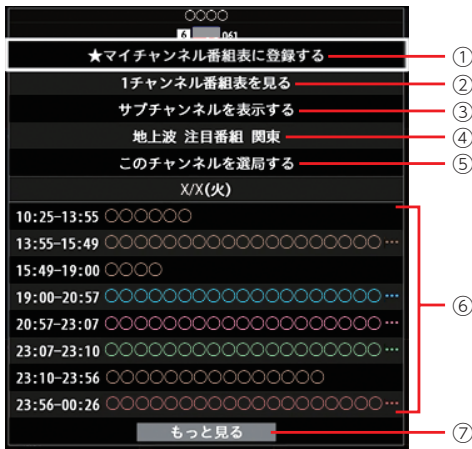 ○○○○
6 061
★マイチャンネル番組表に登録する ①
1チャンネル番組表を見る ②
サブチャンネルを表示する ③
地上波 注目番組 関東 ④
このチャンネルを選局する ⑤
X/X(火)
10:25-13:55 ○○○○○○
13:55-15:49 ○○○○○○○○○○○○○○○○○…
15:49-19:00 ○○○○
19:00-20:57 ○○○○○○○○○○○○○○○○○… ⑥
20:57-23:07 ○○○○○○○○○○○○○○○○○…
23:07-23:10 ○○○○○○○○○○○○○○○○○…
23:10-23:56 ○○○○○○○○○○○○○○
23:56-00:26 ○○○○○○○○○○○○○○○○○…
もっと見る ⑦